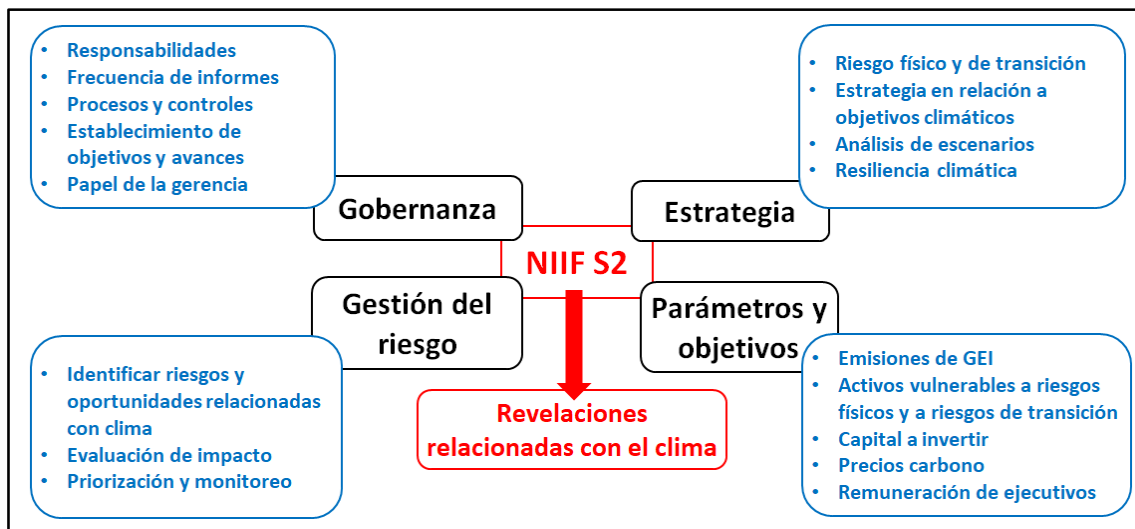 • Responsabilidades
• Frecuencia de informes
• Procesos y controles
• Establecimiento de
objetivos y avances
• Papel de la gerencia
Gobernanza
• Riesgo físico y de transición
• Estrategia en relación a
objetivos climáticos
• Análisis de escenarios
• Resiliencia climática
Estrategia
NIIF S2
Gestión del
riesgo
• Identificar riesgos y
oportunidades relacionadas
con clima
• Evaluación de impacto
• Priorización y monitoreo
Parámetros y
objetivos
• Emisiones de GEI
• Activos vulnerables a riesgos
físicos y a riesgos de transición
• Capital a invertir
• Precios carbono
• Remuneración de ejecutivos
Revelaciones
relacionadas con el clima